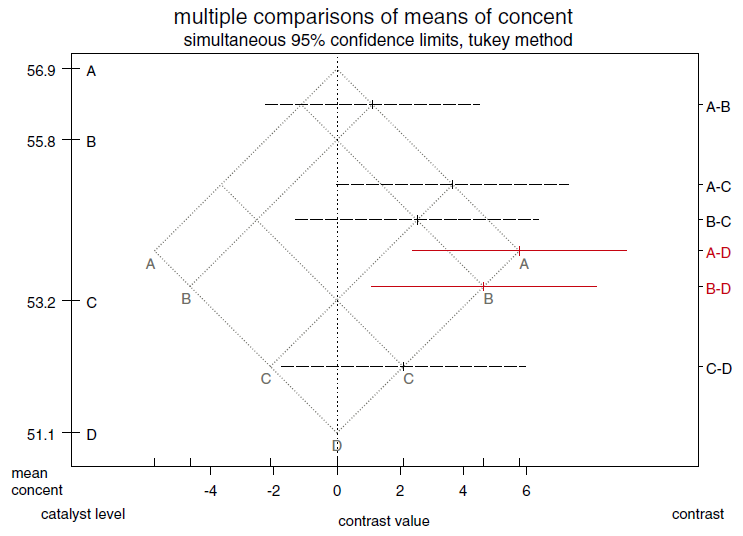 multiple comparisons of means of concent
simultaneous 95% confidence limits, tukey method
56.9 A
A-B
55.8 B
A-C
B-C
A-D
A A
B-D
B B
53.2 C
C-D
C C
51.1 D
D
mean
concent
-4 -2 0 2 4 6
catalyst level
contrast value
contrast